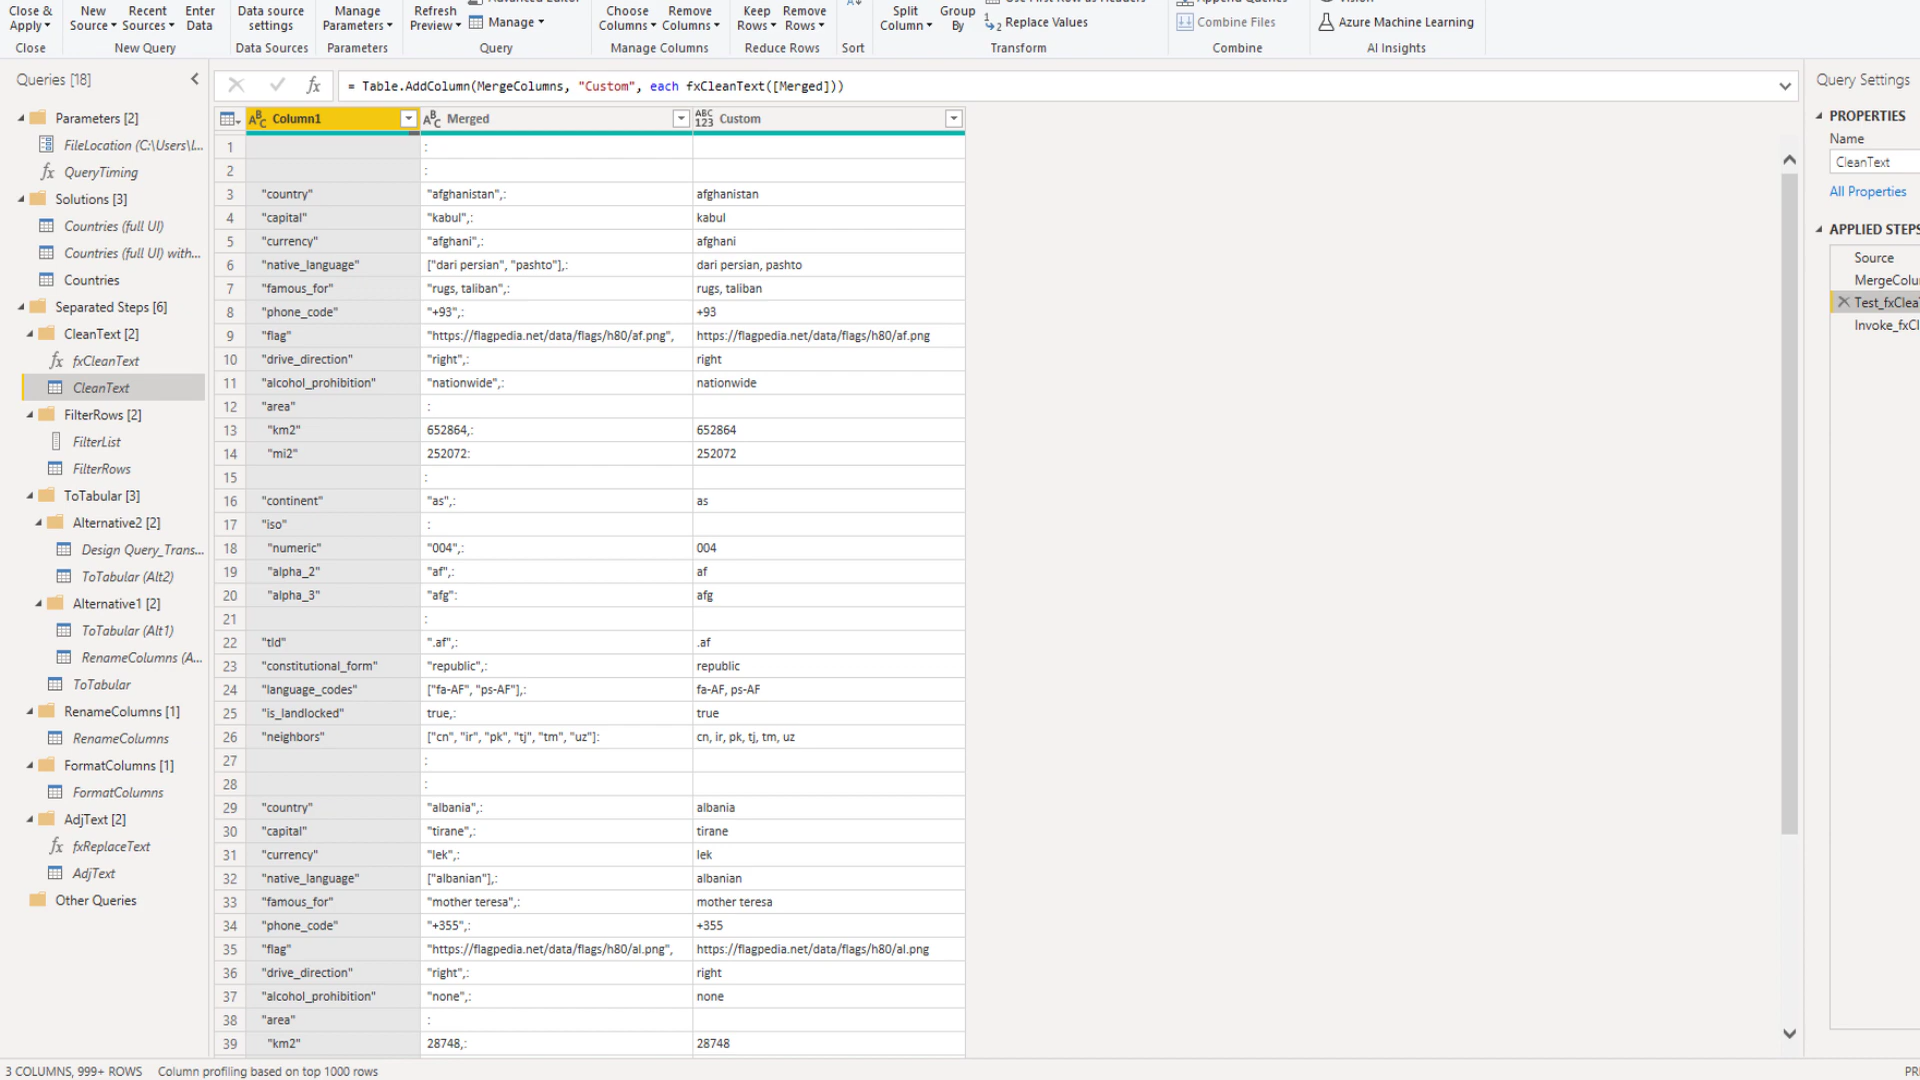 Close & Apply
New Source
Recent Sources
Enter Data
Data source settings
Manage Parameters
Refresh Preview
Manage
Choose Columns
Remove Columns
Keep Rows
Remove Rows
Split Column
Group By
Replace Values
Combine Files
Azure Machine Learning
Close
New Query
Data Sources
Parameters
Query
Manage Columns
Reduce Rows
Sort
Transform
Combine
AI Insights
Queries [18]
Parameters [2]
FileLocation (C:\Users\l...
QueryTiming
Solutions [3]
Countries (full UI)
Countries (full UI) with...
Countries
Separated Steps [6]
CleanText [2]
fxCleanText
CleanText
FilterRows [2]
FilterList
FilterRows
ToTabular [3]
Alternative2 [2]
Design Query_Trans...
ToTabular (Alt2)
Alternative1 [2]
ToTabular (Alt1)
RenameColumns (A...
ToTabular
RenameColumns [1]
RenameColumns
FormatColumns [1]
FormatColumns
AdjText [2]
fxReplaceText
AdjText
Other Queries
= Table.AddColumn(MergeColumns, "Custom", each fxCleanText([Merged]))
Column1 Merged Custom
1 :
2 :
3 "country" "afghanistan",: afghanistan
4 "capital" "kabul",: kabul
5 "currency" "afghani",: afghani
6 "native_language" ["dari persian", "pashto"],: dari persian, pashto
7 "famous_for" "rugs, taliban",: rugs, taliban
8 "phone_code" "+93",: +93
9 "flag" "https://flagpedia.net/data/flags/h80/af.png", https://flagpedia.net/data/flags/h80/af.png
10 "drive_direction" "right",: right
11 "alcohol_prohibition" "nationwide",: nationwide
12 "area" :
13 "km2" 652864,: 652864
14 "mi2" 252072: 252072
15 :
16 "continent" "as",: as
17 "iso" :
18 "numeric" "004",: 004
19 "alpha_2" "af",: af
20 "alpha_3" "afg": afg
21 :
22 "tld" ".af",: .af
23 "constitutional_form" "republic",: republic
24 "language_codes" ["fa-AF", "ps-AF"],: fa-AF, ps-AF
25 "is_landlocked" true,: true
26 "neighbors" ["cn", "ir", "pk", "tj", "tm", "uz"]: cn, ir, pk, tj, tm, uz
27 :
28 :
29 "country" "albania",: albania
30 "capital" "tirane",: tirane
31 "currency" "lek",: lek
32 "native_language" ["albanian"],: albanian
33 "famous_for" "mother teresa",: mother teresa
34 "phone_code" "+355",: +355
35 "flag" "https://flagpedia.net/data/flags/h80/al.png", https://flagpedia.net/data/flags/h80/al.png
36 "drive_direction" "right",: right
37 "alcohol_prohibition" "none",: none
38 "area" :
39 "km2" 28748,: 28748
Query Settings
PROPERTIES
Name
CleanText
All Properties
APPLIED STEPS
Source
MergeColu
Test_fxClea
Invoke_fxCl
3 COLUMNS, 999+ ROWS
Column profiling based on top 1000 rows